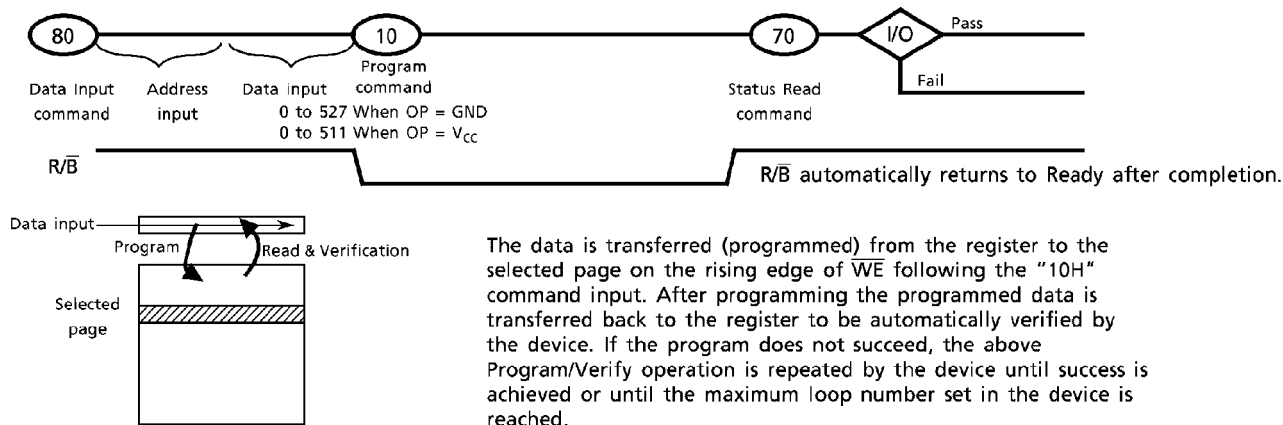 80
10
70
I/O
Pass
Fail
Data Input
command
Address
input
Data input
Program
command
0 to 527 When OP = GND
0 to 511 When OP = VCC
Status Read
command
R/B̅
R/B̅ automatically returns to Ready after completion.
Data input
Program
Read & Verification
Selected
page
The data is transferred (programmed) from the register to the
selected page on the rising edge of W̅E̅ following the "10H"
command input. After programming the programmed data is
transferred back to the register to be automatically verified by
the device. If the program does not succeed, the above
Program/Verify operation is repeated by the device until success is
achieved or until the maximum loop number set in the device is
reached.